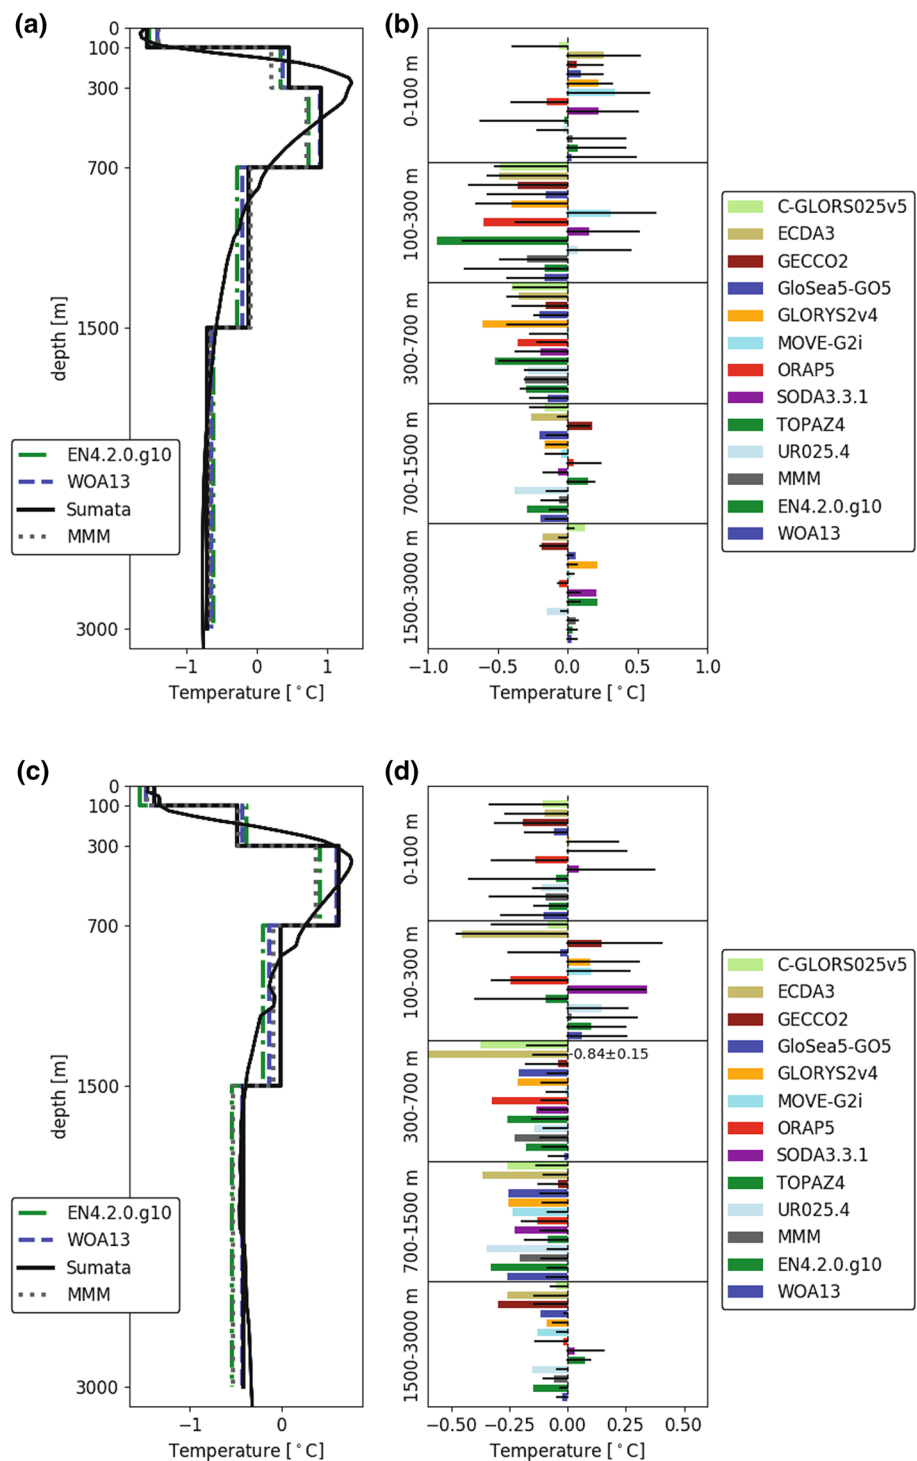 (a)
0
100
300
700
1500
3000
depth [m]
−1
0
1
Temperature [°C]
EN4.2.0.g10
WOA13
Sumata
MMM
(b)
0-100 m
100-300 m
300-700 m
700-1500 m
1500-3000 m
−1.0
−0.5
0.0
0.5
1.0
Temperature [°C]
C-GLORS025v5
ECDA3
GECCO2
GloSea5-GO5
GLORYS2v4
MOVE-G2i
ORAP5
SODA3.3.1
TOPAZ4
UR025.4
MMM
EN4.2.0.g10
WOA13
(c)
0
100
300
700
1500
3000
depth [m]
−1
0
Temperature [°C]
EN4.2.0.g10
WOA13
Sumata
MMM
(d)
0-100 m
100-300 m
300-700 m
700-1500 m
1500-3000 m
-0.84±0.15
−0.50
−0.25
0.00
0.25
0.50
Temperature [°C]
C-GLORS025v5
ECDA3
GECCO2
GloSea5-GO5
GLORYS2v4
MOVE-G2i
ORAP5
SODA3.3.1
TOPAZ4
UR025.4
MMM
EN4.2.0.g10
WOA13